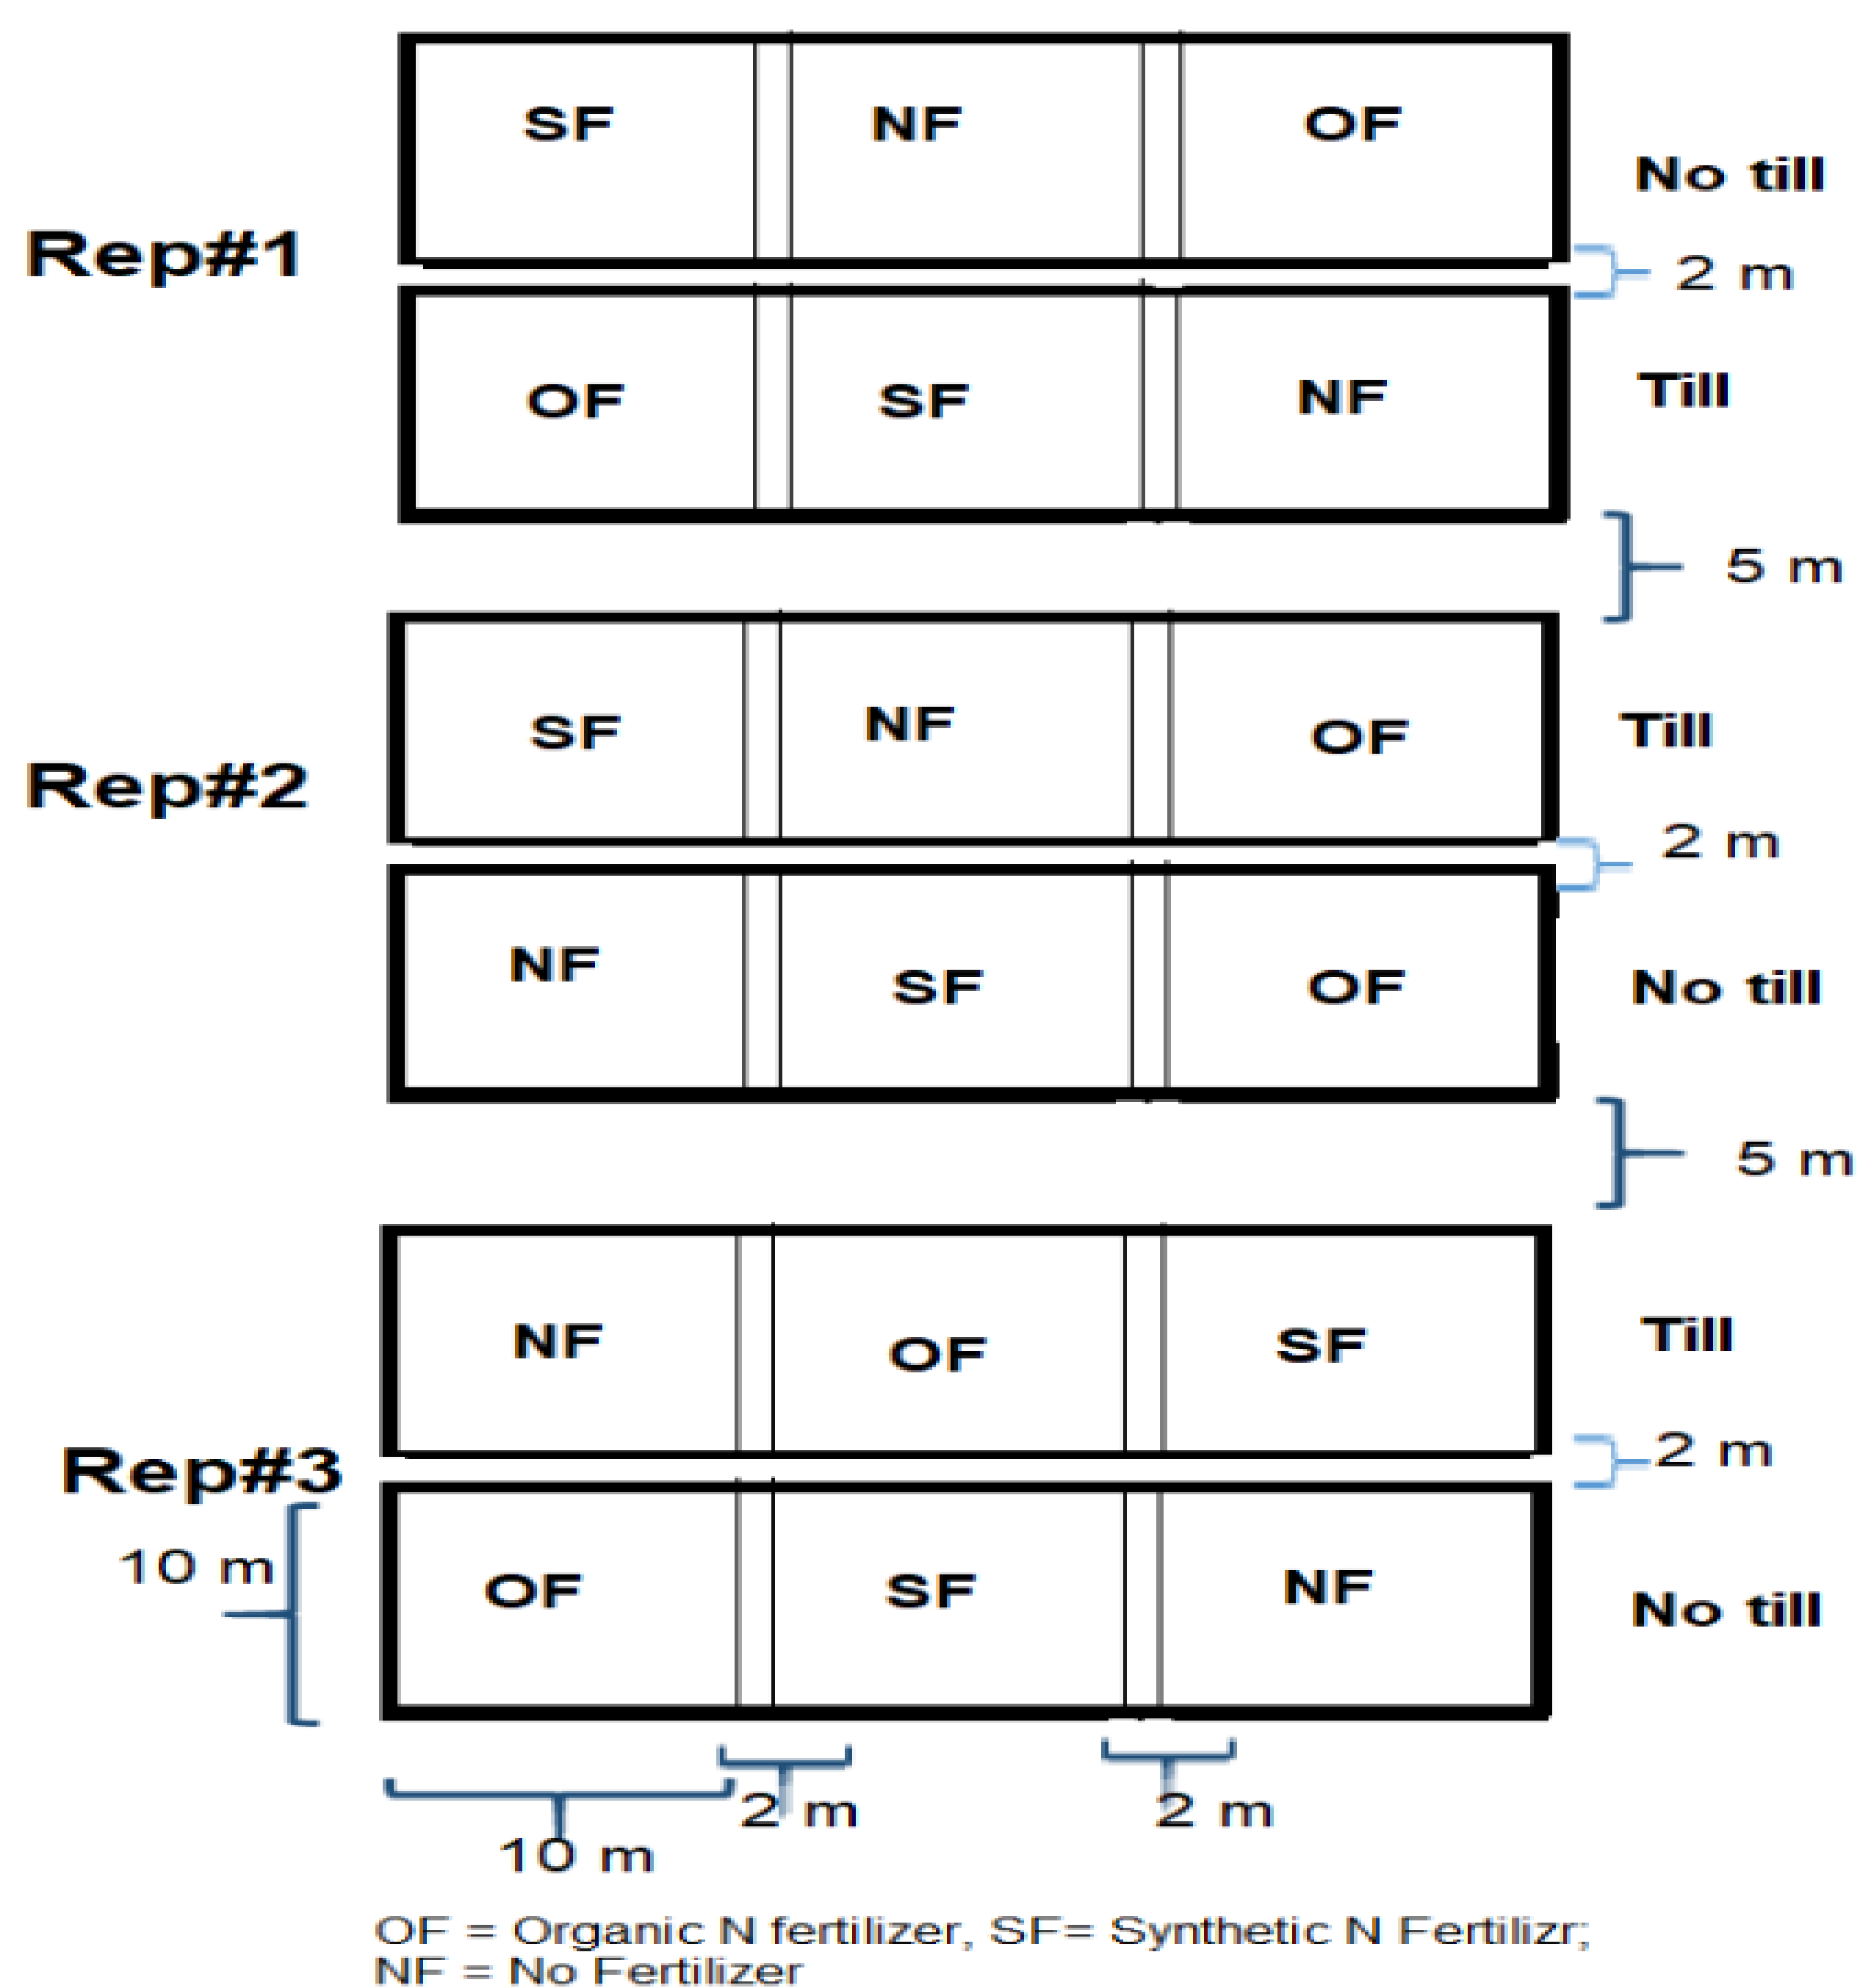 SF NF OF
No till
Rep#1
2 m
OF SF NF
Till
5 m
SF NF OF
Till
Rep#2
2 m
NF SF OF
No till
5 m
NF OF SF
Till
2 m
Rep#3
10 m
OF SF NF
No till
2 m 2 m
10 m
OF = Organic N fertilizer, SF= Synthetic N Fertilizr;
NF = No Fertilizer